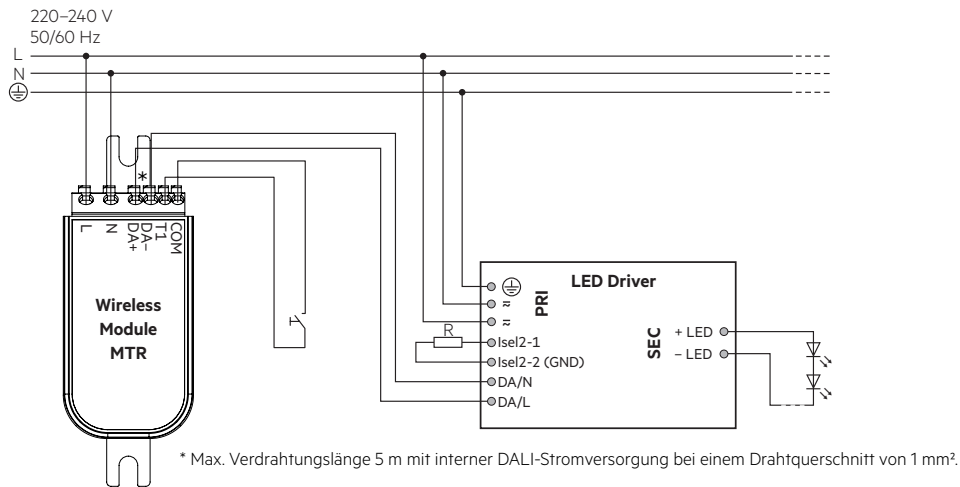 220–240 V
50/60 Hz
L
N
*
L
N
DA+
DA–
T1
COM
Wireless
Module
MTR
LED Driver
PRI
SEC
R
Isel2-1
Isel2-2 (GND)
DA/N
DA/L
+ LED
– LED
* Max. Verdrahtungslänge 5 m mit interner DALI-Stromversorgung bei einem Drahtquerschnitt von 1 mm².